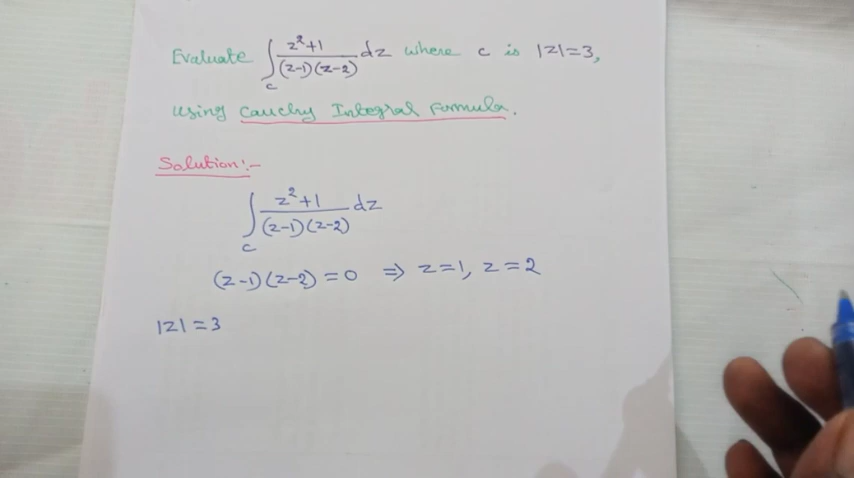 Evaluate ∫_C (z²+1)/((z-1)(z-2)) dz where c is |z|=3,
using Cauchy Integral Formula.
Solution:-
∫_C (z²+1)/((z-1)(z-2)) dz
(z-1)(z-2)=0 ⇒ z=1, z=2
|z|=3